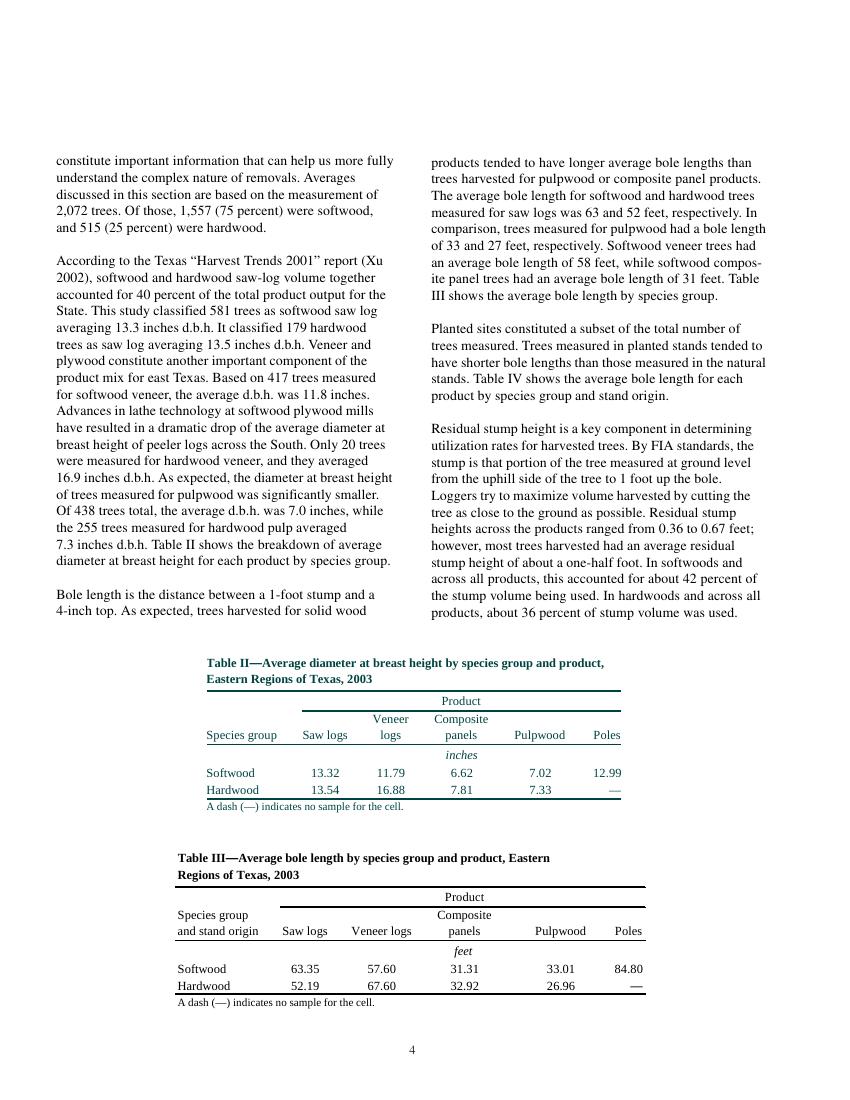 constitute important information that can help us more fully
understand the complex nature of removals. Averages
discussed in this section are based on the measurement of
2,072 trees. Of those, 1,557 (75 percent) were softwood,
and 515 (25 percent) were hardwood.
According to the Texas “Harvest Trends 2001” report (Xu
2002), softwood and hardwood saw-log volume together
accounted for 40 percent of the total product output for the
State. This study classified 581 trees as softwood saw log
averaging 13.3 inches d.b.h. It classified 179 hardwood
trees as saw log averaging 13.5 inches d.b.h. Veneer and
plywood constitute another important component of the
product mix for east Texas. Based on 417 trees measured
for softwood veneer, the average d.b.h. was 11.8 inches.
Advances in lathe technology at softwood plywood mills
have resulted in a dramatic drop of the average diameter at
breast height of peeler logs across the South. Only 20 trees
were measured for hardwood veneer, and they averaged
16.9 inches d.b.h. As expected, the diameter at breast height
of trees measured for pulpwood was significantly smaller.
Of 438 trees total, the average d.b.h. was 7.0 inches, while
the 255 trees measured for hardwood pulp averaged
7.3 inches d.b.h. Table II shows the breakdown of average
diameter at breast height for each product by species group.
Bole length is the distance between a 1-foot stump and a
4-inch top. As expected, trees harvested for solid wood
products tended to have longer average bole lengths than
trees harvested for pulpwood or composite panel products.
The average bole length for softwood and hardwood trees
measured for saw logs was 63 and 52 feet, respectively. In
comparison, trees measured for pulpwood had a bole length
of 33 and 27 feet, respectively. Softwood veneer trees had
an average bole length of 58 feet, while softwood compos-
ite panel trees had an average bole length of 31 feet. Table
III shows the average bole length by species group.
Planted sites constituted a subset of the total number of
trees measured. Trees measured in planted stands tended to
have shorter bole lengths than those measured in the natural
stands. Table IV shows the average bole length for each
product by species group and stand origin.
Residual stump height is a key component in determining
utilization rates for harvested trees. By FIA standards, the
stump is that portion of the tree measured at ground level
from the uphill side of the tree to 1 foot up the bole.
Loggers try to maximize volume harvested by cutting the
tree as close to the ground as possible. Residual stump
heights across the products ranged from 0.36 to 0.67 feet;
however, most trees harvested had an average residual
stump height of about a one-half foot. In softwoods and
across all products, this accounted for about 42 percent of
the stump volume being used. In hardwoods and across all
products, about 36 percent of stump volume was used.
Table II—Average diameter at breast height by species group and product,
Eastern Regions of Texas, 2003
Product
Veneer Composite
Species group Saw logs logs panels Pulpwood Poles
inches
Softwood 13.32 11.79 6.62 7.02 12.99
Hardwood 13.54 16.88 7.81 7.33 —
A dash (—) indicates no sample for the cell.
Table III—Average bole length by species group and product, Eastern
Regions of Texas, 2003
Product
Species group Composite
and stand origin Saw logs Veneer logs panels Pulpwood Poles
feet
Softwood 63.35 57.60 31.31 33.01 84.80
Hardwood 52.19 67.60 32.92 26.96 —
A dash (—) indicates no sample for the cell.
4